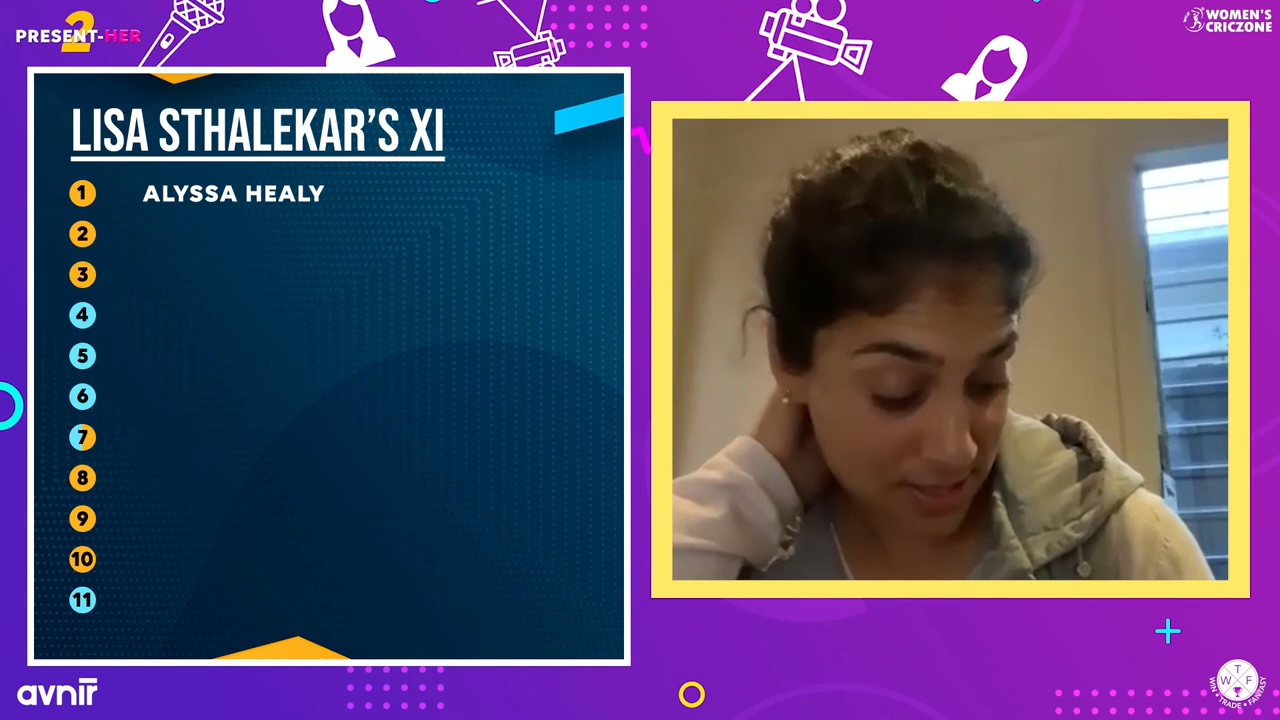 PRESENT-HER
2
WOMEN'S
CRICZONE
LISA STHALEKAR'S XI
1 ALYSSA HEALY
2
3
4
5
6
7
8
9
10
11
avnir
W T F
WIN • TRADE • FANTASY